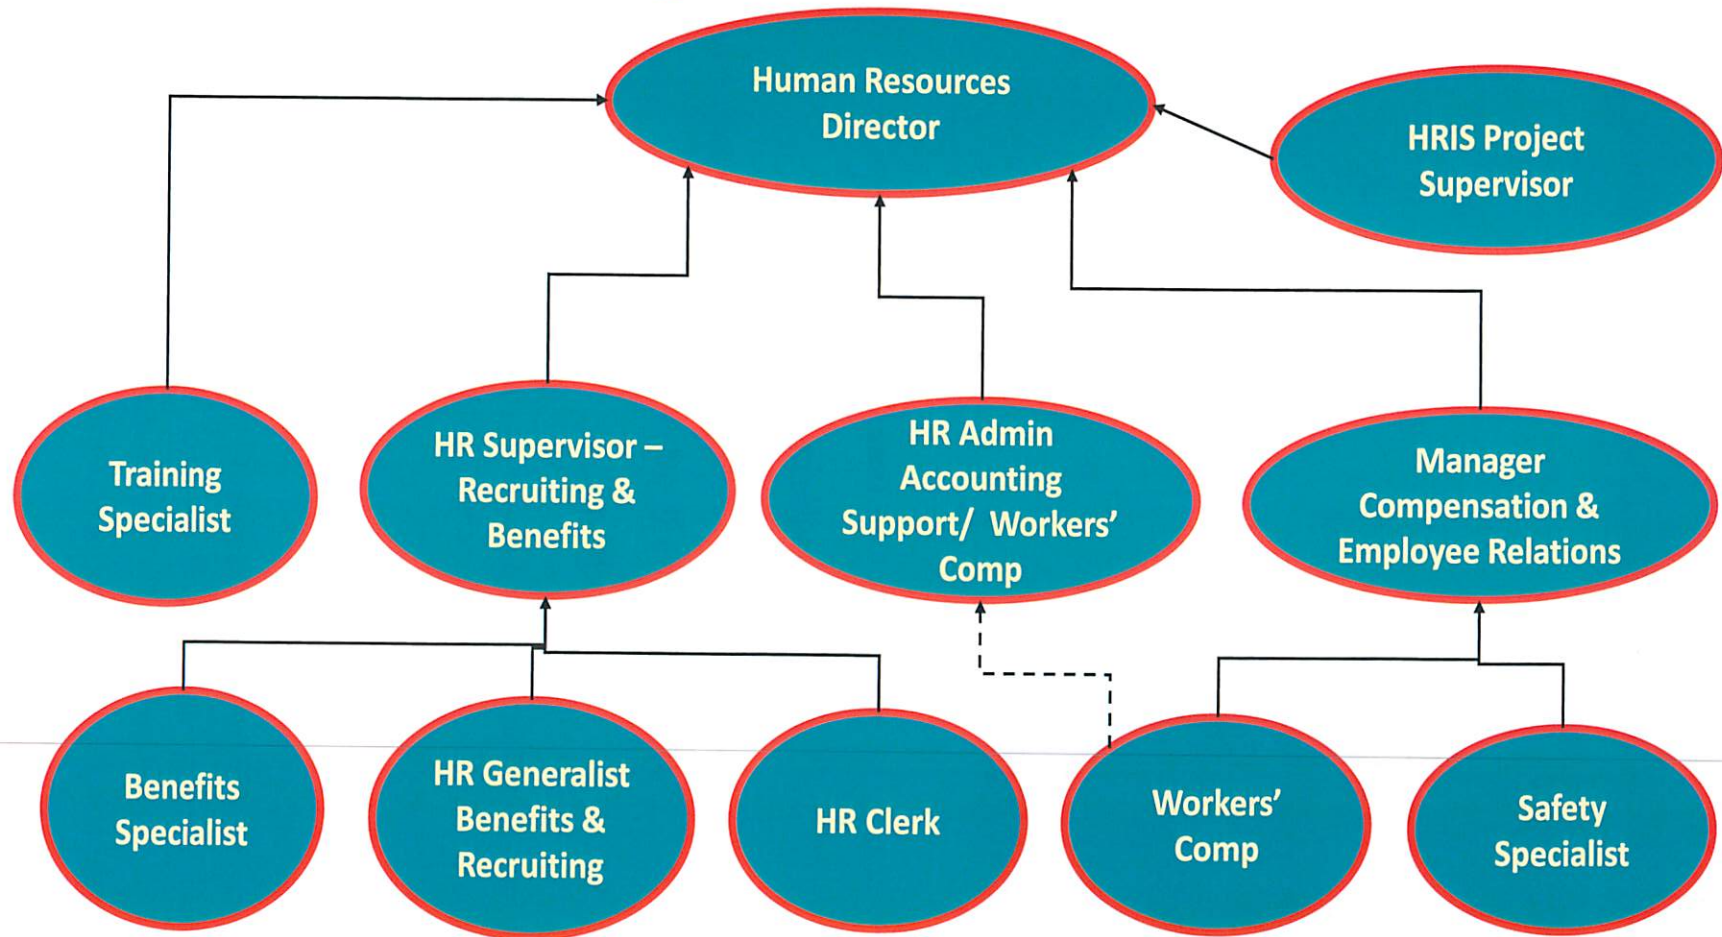 Human Resources
Director
HRIS Project
Supervisor
Training
Specialist
HR Supervisor –
Recruiting &
Benefits
HR Admin
Accounting
Support/ Workers’
Comp
Manager
Compensation &
Employee Relations
Benefits
Specialist
HR Generalist
Benefits &
Recruiting
HR Clerk
Workers’
Comp
Safety
Specialist